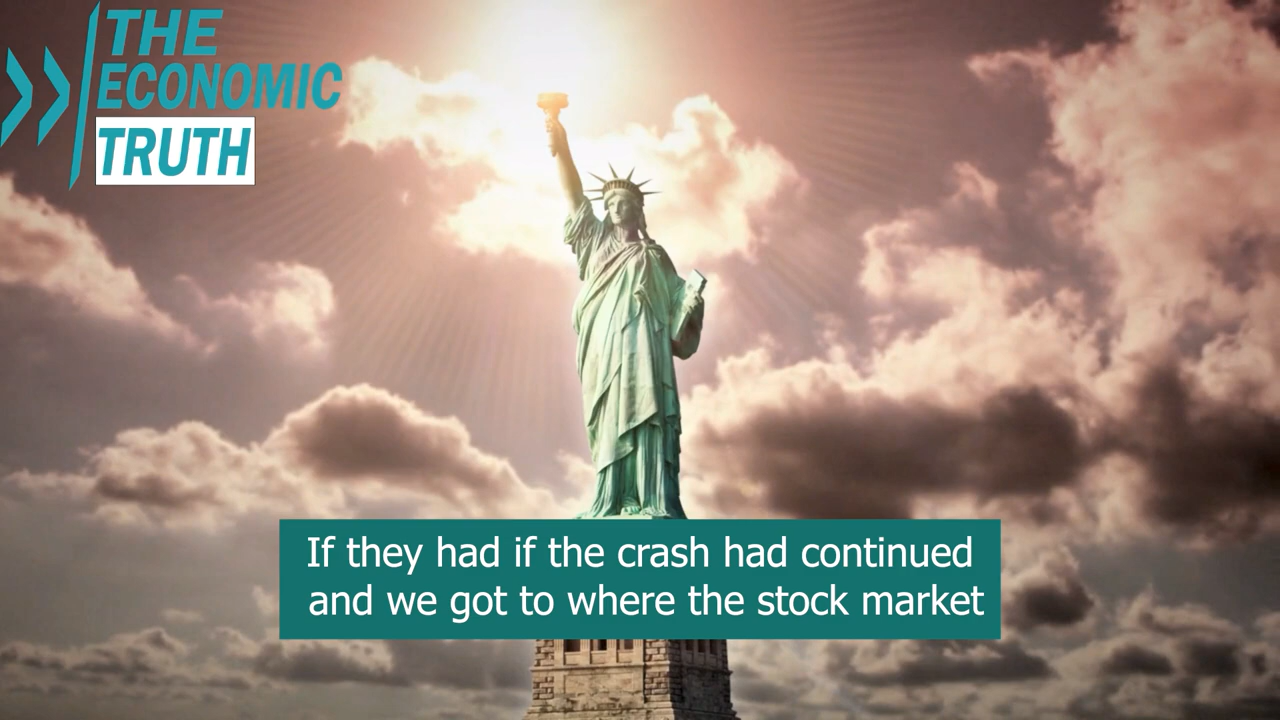 THE
ECONOMIC
TRUTH
If they had if the crash had continued
and we got to where the stock market